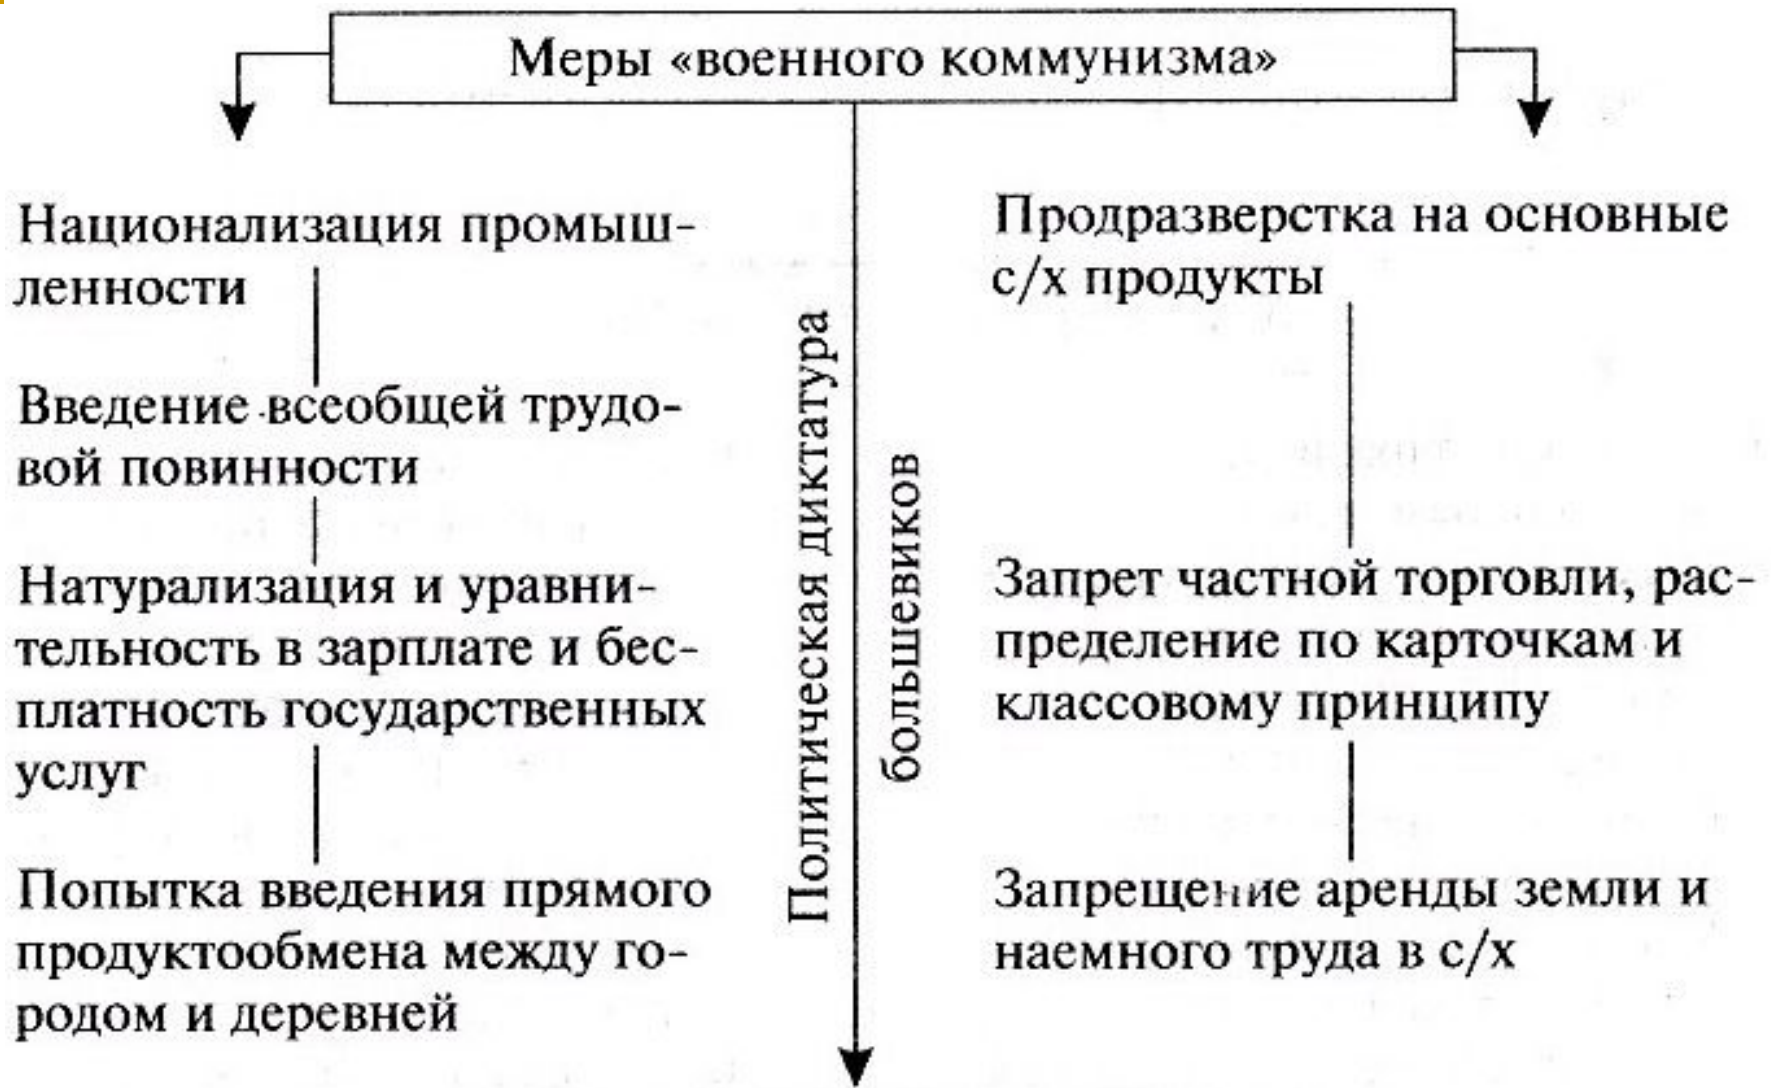 Меры «военного коммунизма»
Национализация промыш-
ленности
Введение всеобщей трудо-
вой повинности
Натурализация и уравни-
тельность в зарплате и бес-
платность государственных
услуг
Попытка введения прямого
продуктообмена между го-
родом и деревней
Политическая диктатура
большевиков
Продразверстка на основные
с/х продукты
Запрет частной торговли, рас-
пределение по карточкам и
классовому принципу
Запрещение аренды земли и
наемного труда в с/х